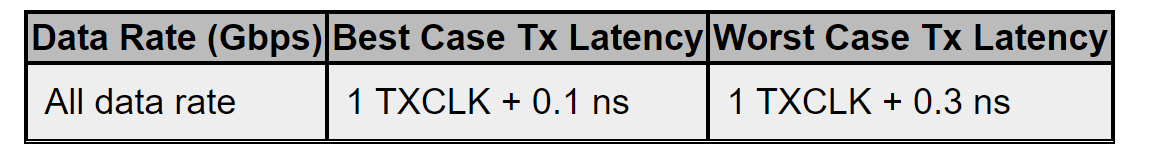 Data Rate (Gbps) Best Case Tx Latency Worst Case Tx Latency
All data rate 1 TXCLK + 0.1 ns 1 TXCLK + 0.3 ns